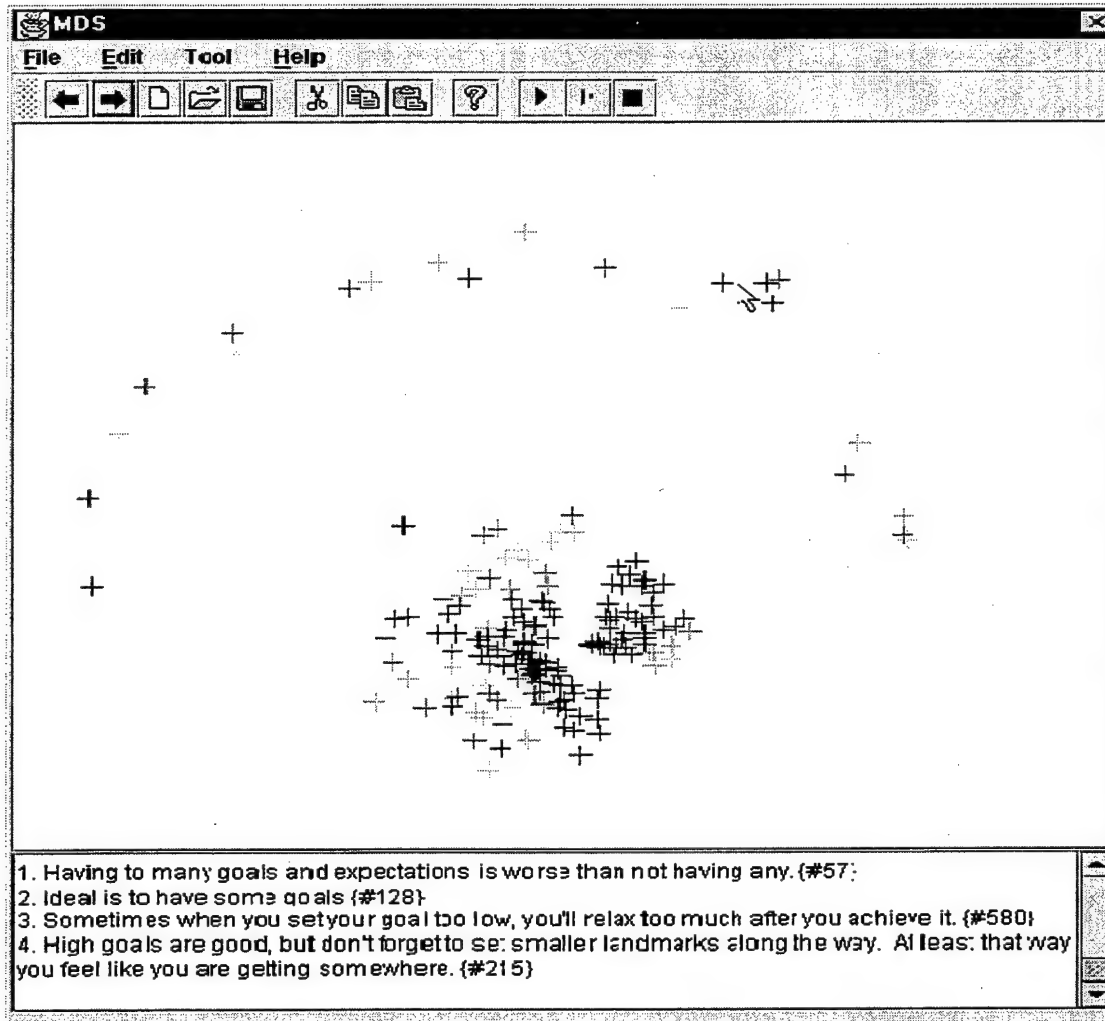 MDS
File Edit Tool Help
1. Having to many goals and expectations is worse than not having any. {#57}
2. Ideal is to have some goals {#128}
3. Sometimes when you set your goal too low, you'll relax too much after you achieve it. {#580}
4. High goals are good, but don't forget to set smaller landmarks along the way. At least that way
you feel like you are getting somewhere. {#215}